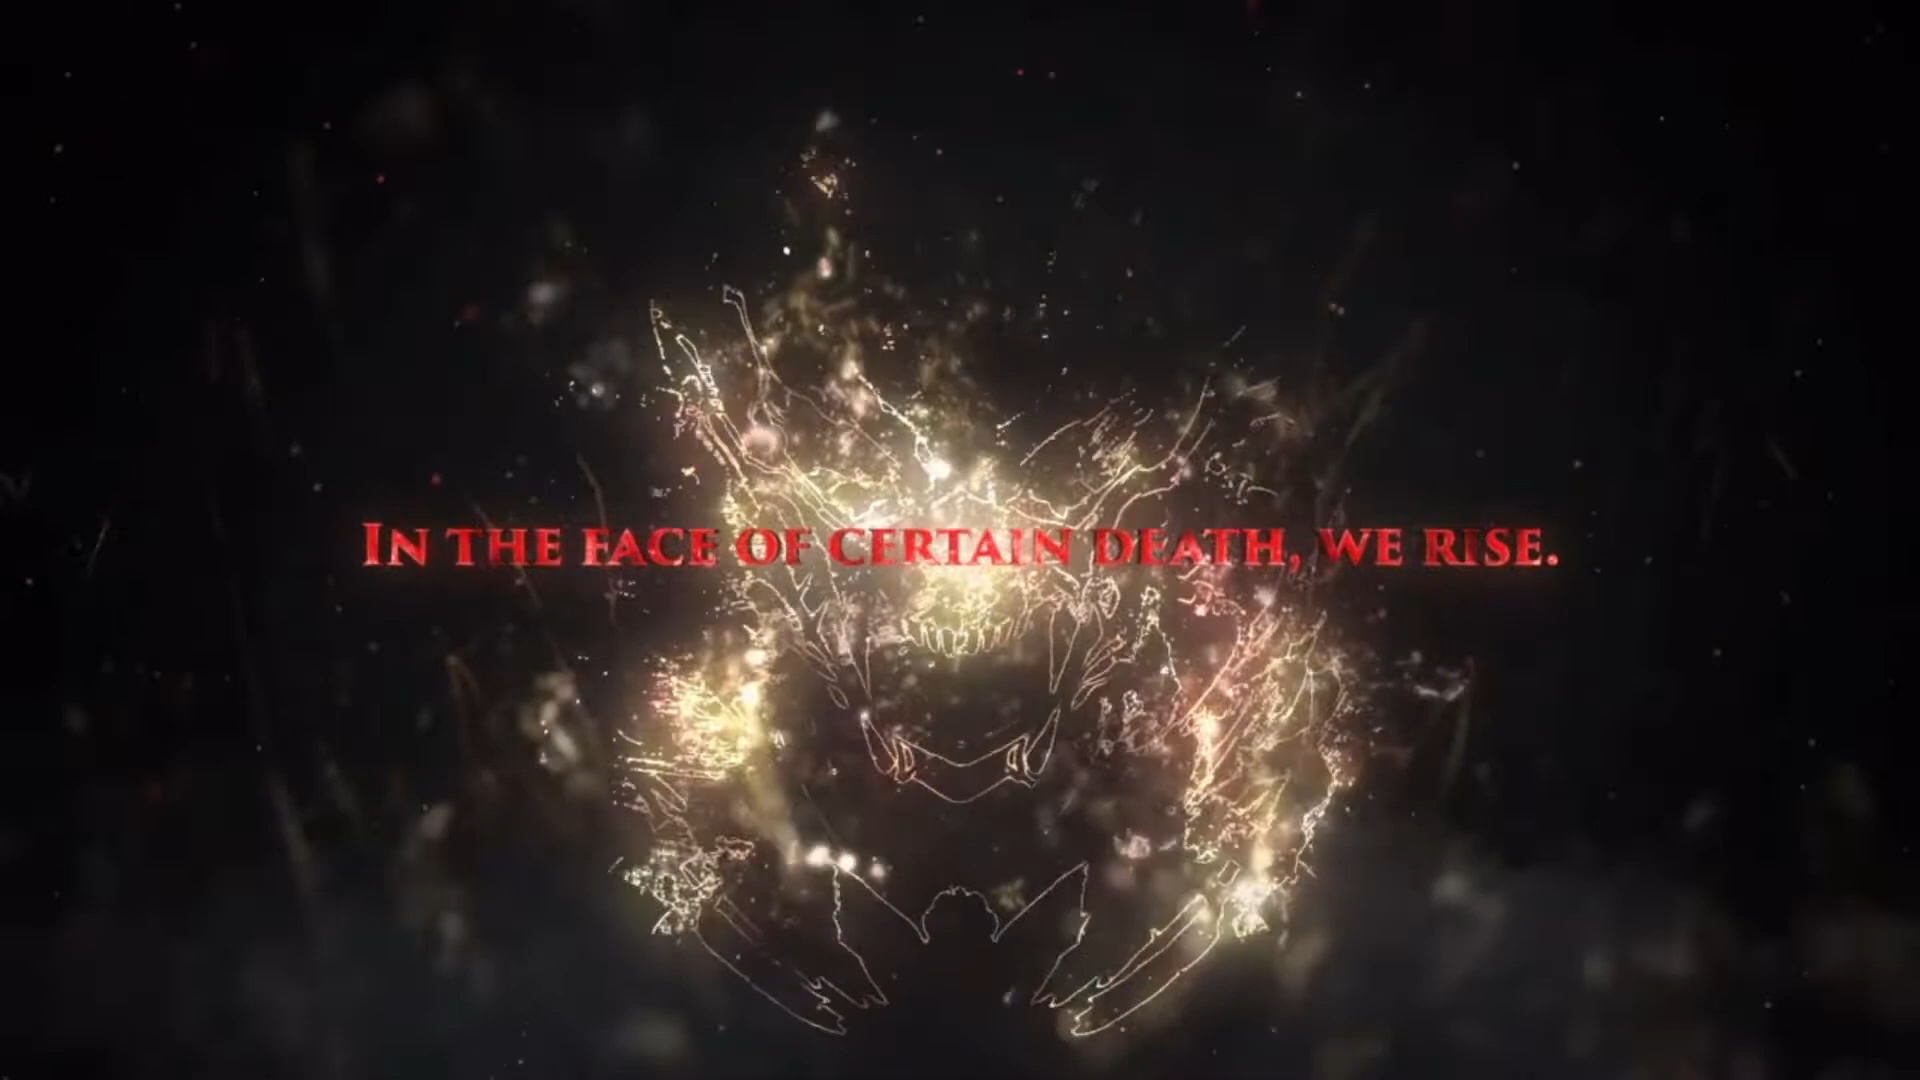 In the face of certain death, we rise.